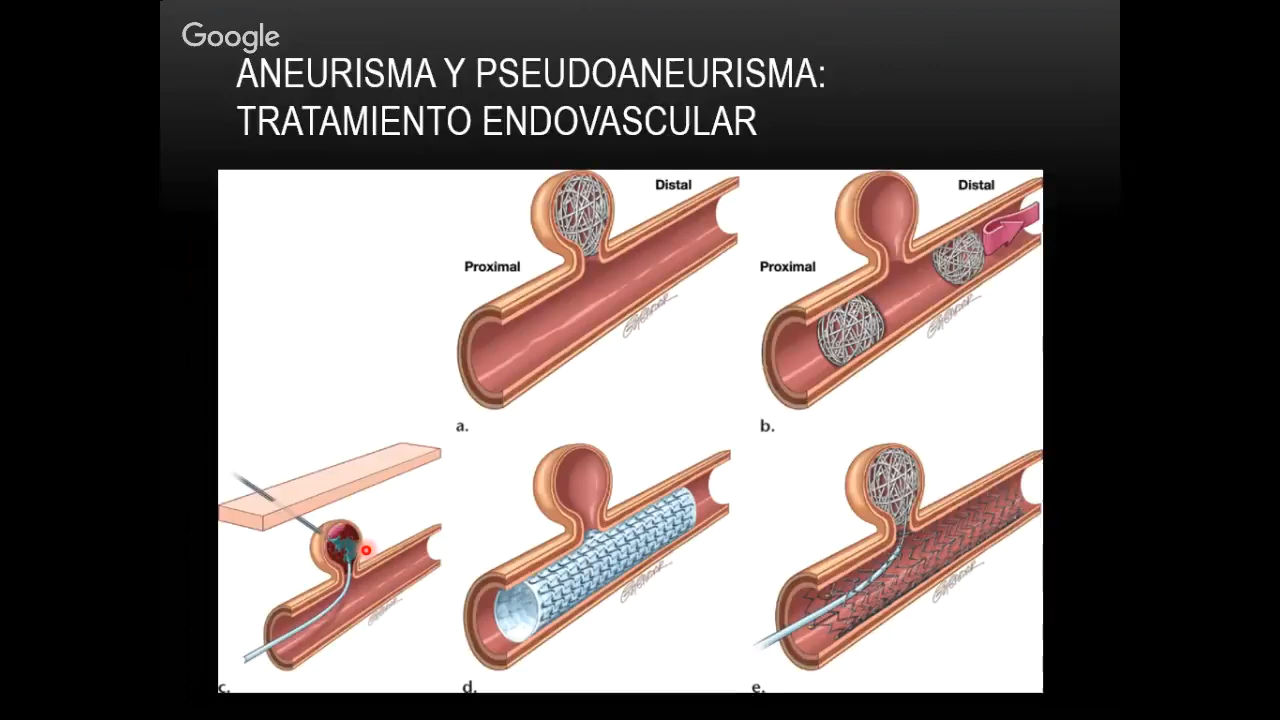 Google
ANEURISMA Y PSEUDOANEURISMA:
TRATAMIENTO ENDOVASCULAR
Distal
Proximal
a.
Distal
Proximal
b.
c.
d.
e.